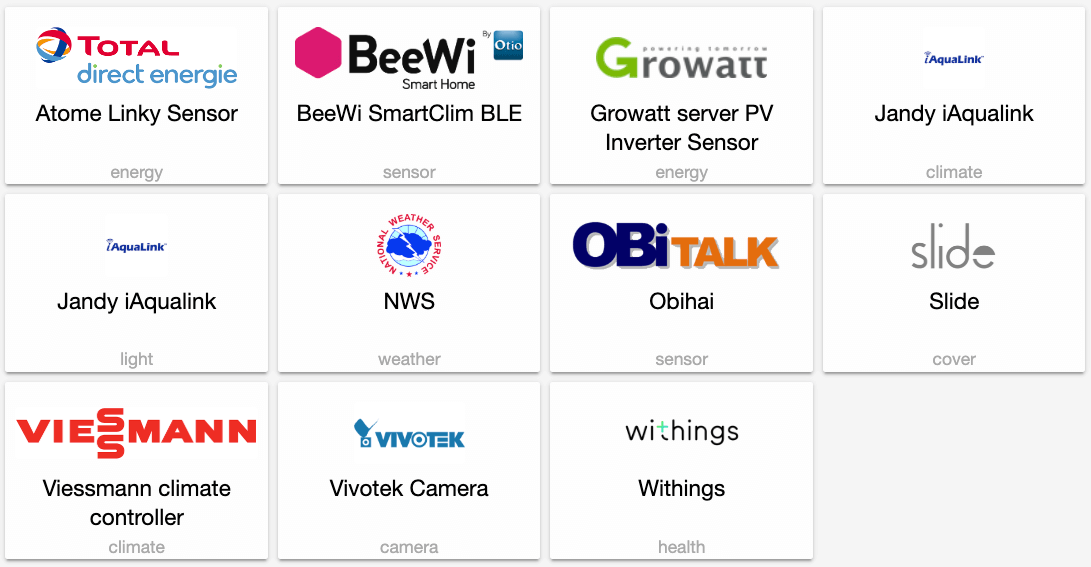 TOTAL
direct energie
Atome Linky Sensor
energy
BeeWi
By
Otio
Smart Home
BeeWi SmartClim BLE
sensor
powering tomorrow
Growatt
Growatt server PV
Inverter Sensor
energy
iAquaLink™
Jandy iAqualink
climate
iAquaLink™
Jandy iAqualink
light
NATIONAL WEATHER SERVICE
NWS
weather
OBiTALK
Obihai
sensor
slide
Slide
cover
VIESSMANN
Viessmann climate
controller
climate
VIVOTEK
Vivotek Camera
camera
withings
Withings
health